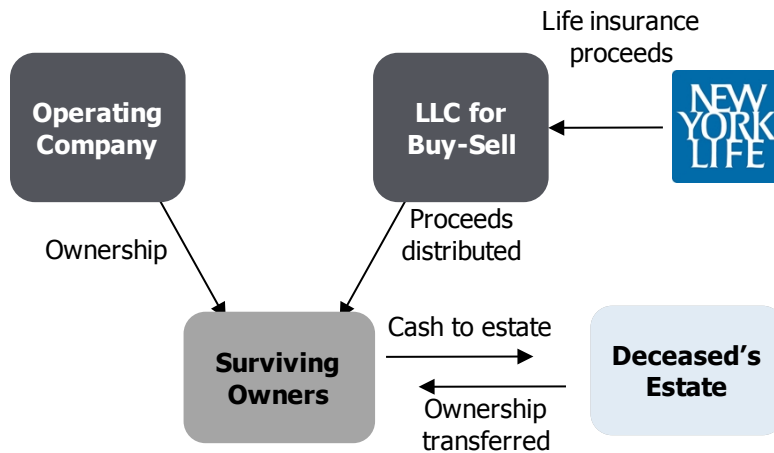 Life insurance
proceeds
Operating
Company
LLC for
Buy-Sell
NEW
YORK
LIFE
Ownership
Proceeds
distributed
Surviving
Owners
Cash to estate
Ownership
transferred
Deceased’s
Estate